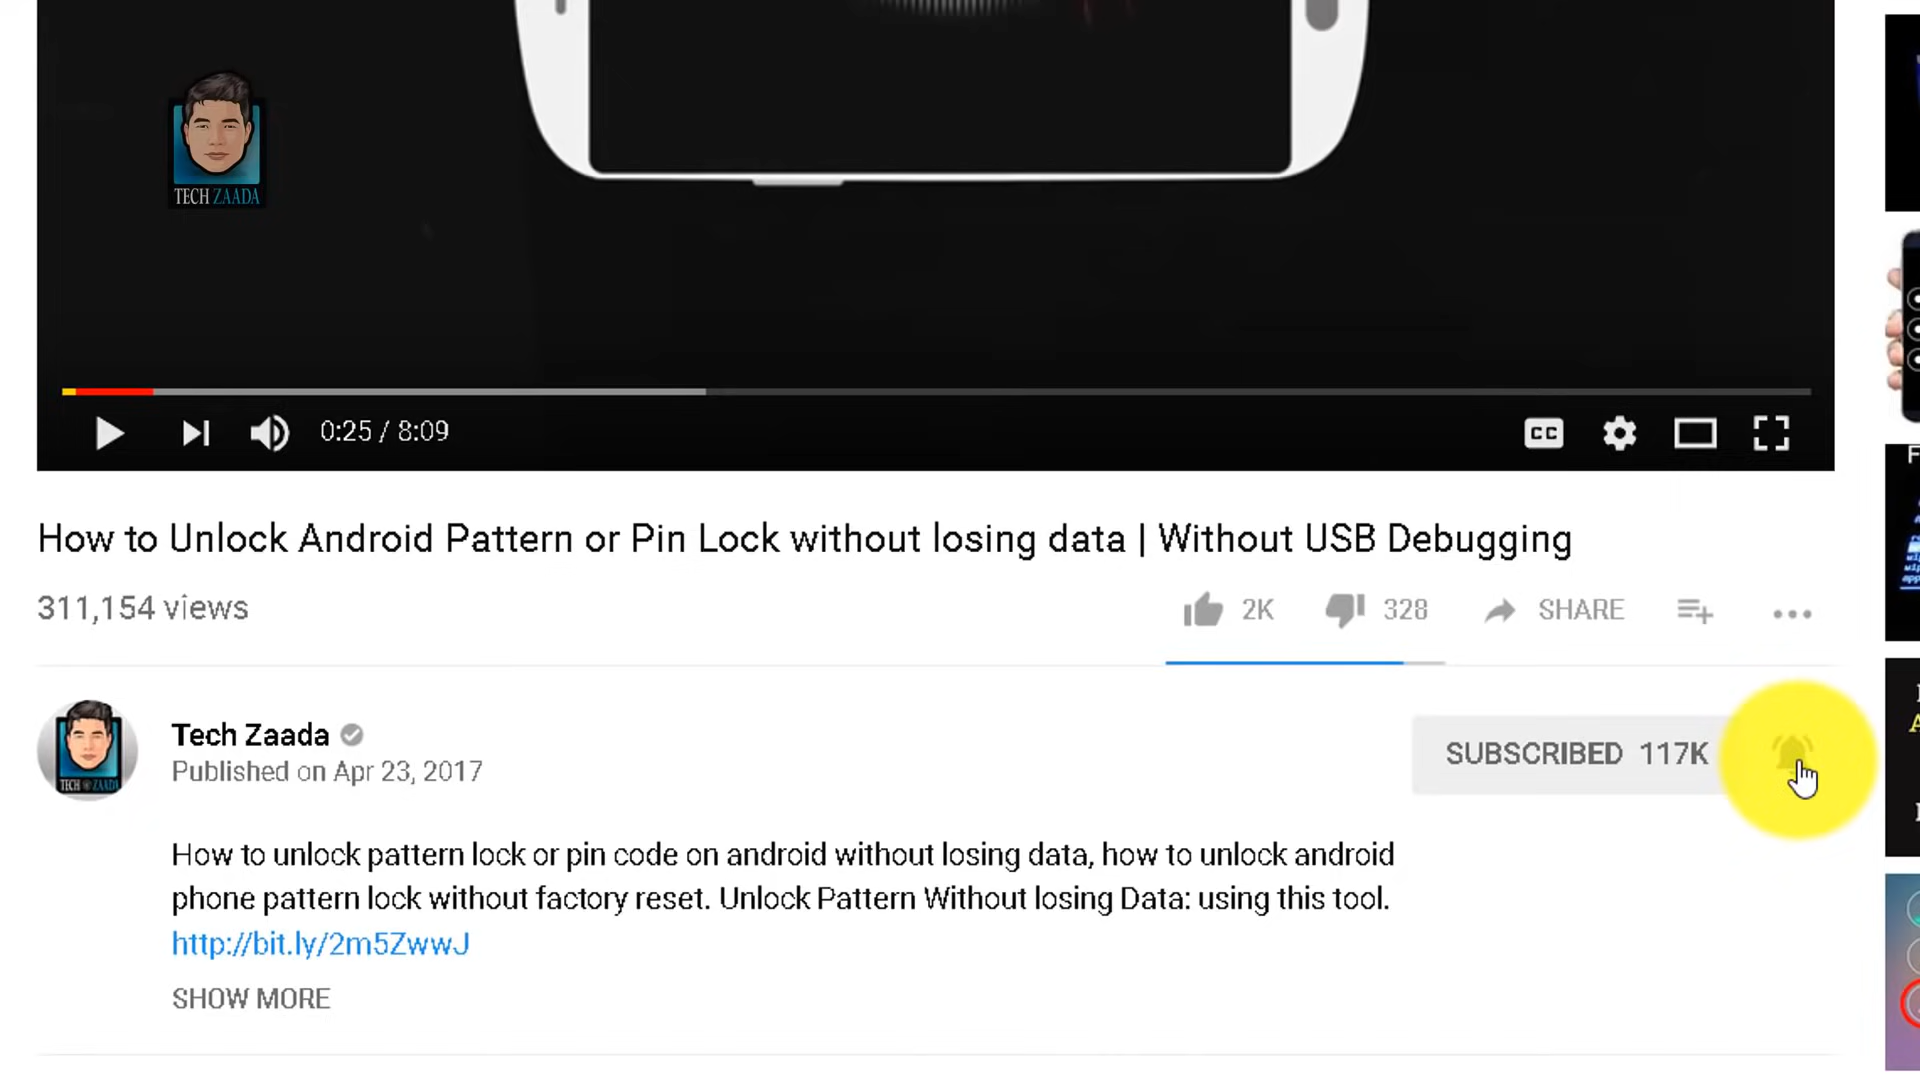 TECH ZAADA
0:25 / 8:09
CC
How to Unlock Android Pattern or Pin Lock without losing data | Without USB Debugging
311,154 views
2K
328
SHARE
Tech Zaada
Published on Apr 23, 2017
TECH ZAADA
SUBSCRIBED 117K
How to unlock pattern lock or pin code on android without losing data, how to unlock android
phone pattern lock without factory reset. Unlock Pattern Without losing Data: using this tool.
http://bit.ly/2m5ZwwJ
SHOW MORE